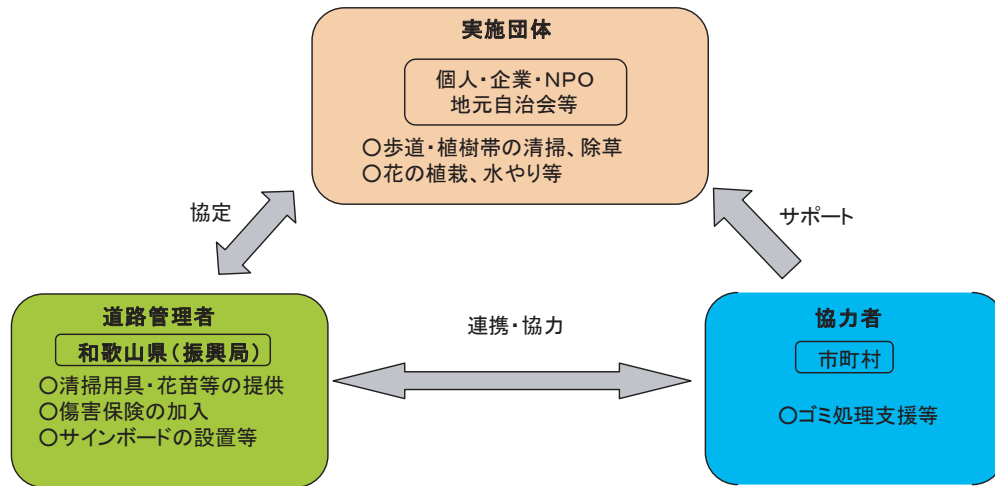 実施団体
個人・企業・NPO
地元自治会等
○歩道・植樹帯の清掃、除草
○花の植栽、水やり等
協定
サポート
道路管理者
和歌山県（振興局）
○清掃用具・花苗等の提供
○傷害保険の加入
○サインボードの設置等
連携・協力
協力者
市町村
○ゴミ処理支援等